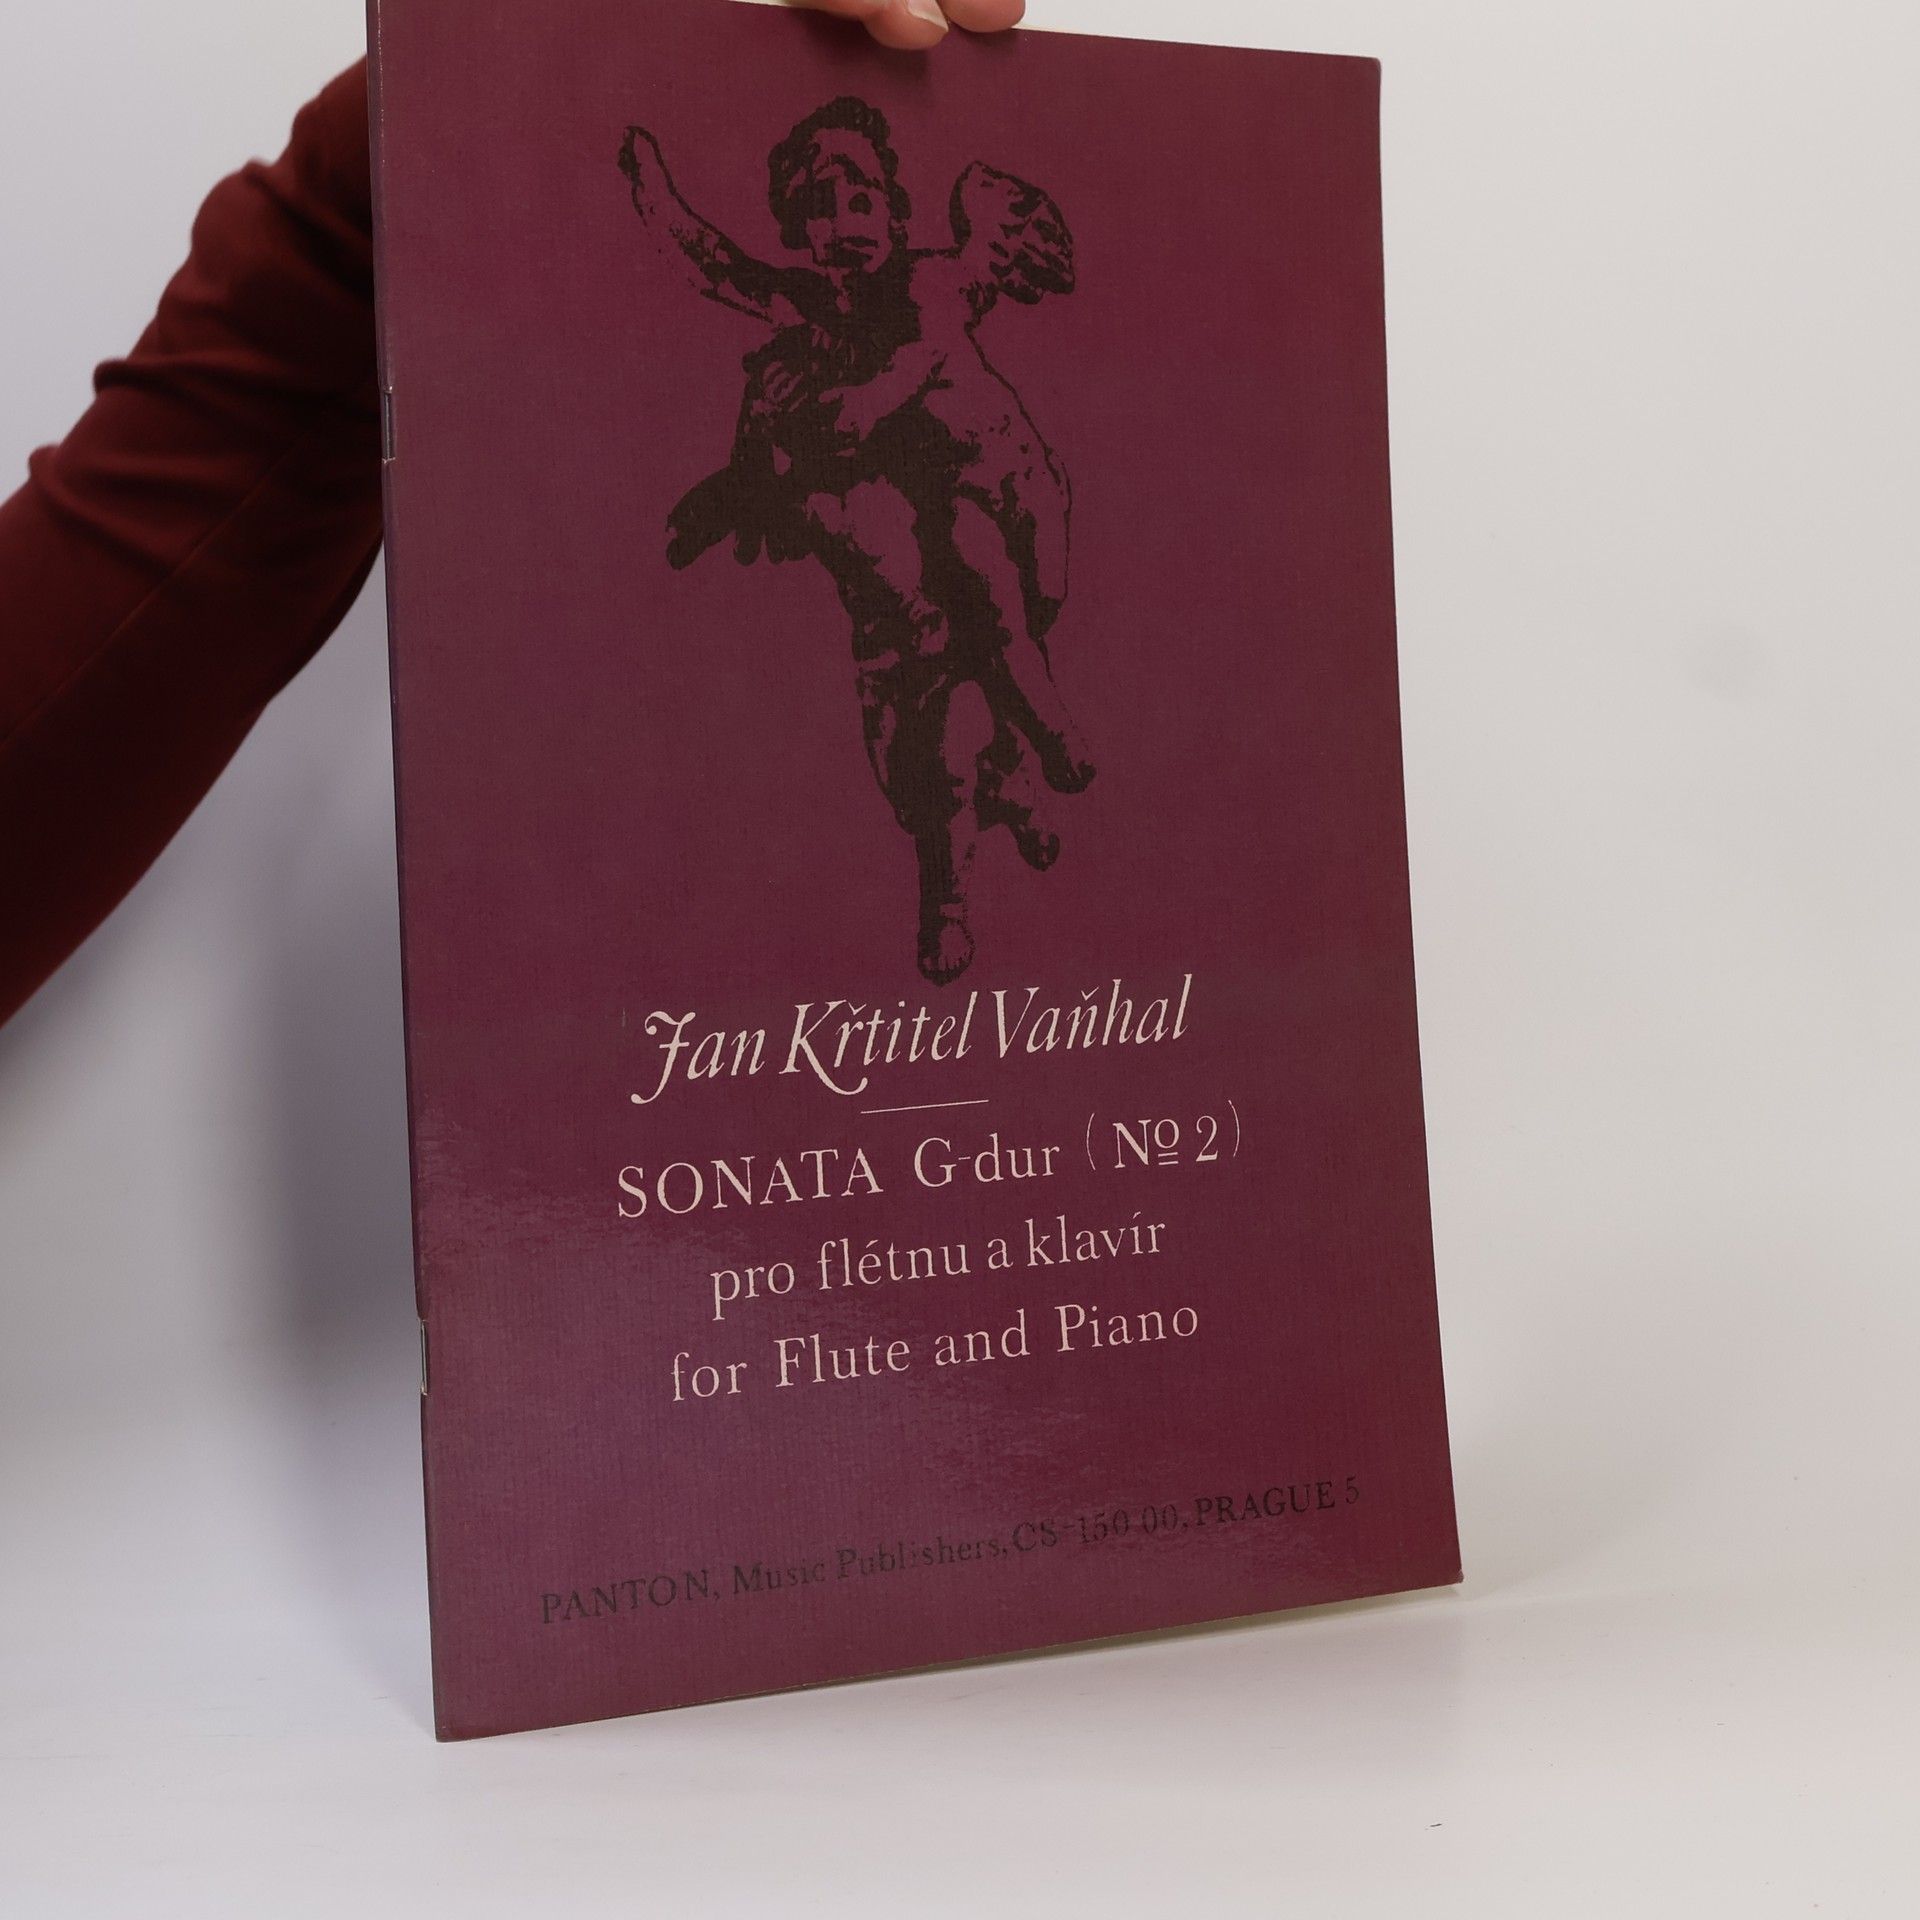 Jan Křtitel Vaňhal
SONATA G-dur (Nº 2)
pro flétnu a klavír
for Flute and Piano
PANTON, Music Publishers, CS-150 00, PRAGUE 5